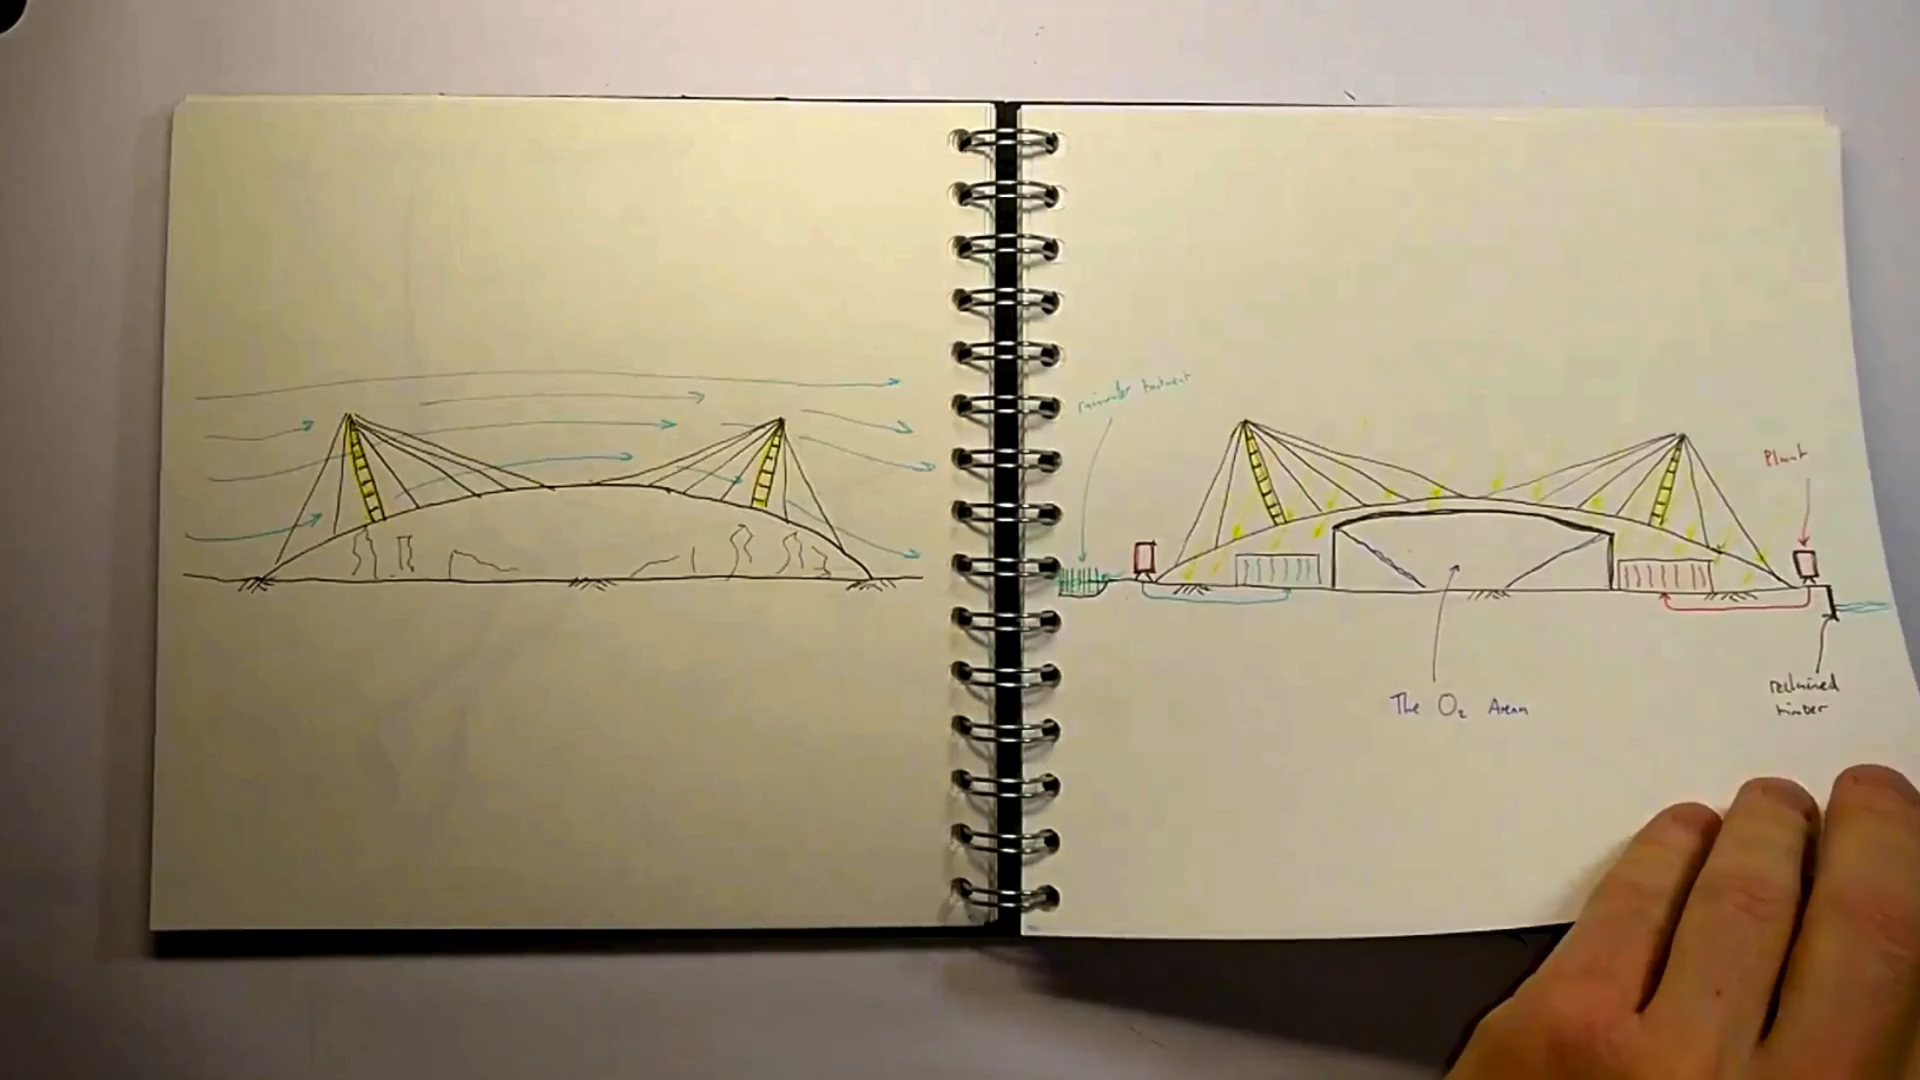 rainwater treatment
Plant
The O₂ Arena
reclaimed
timber